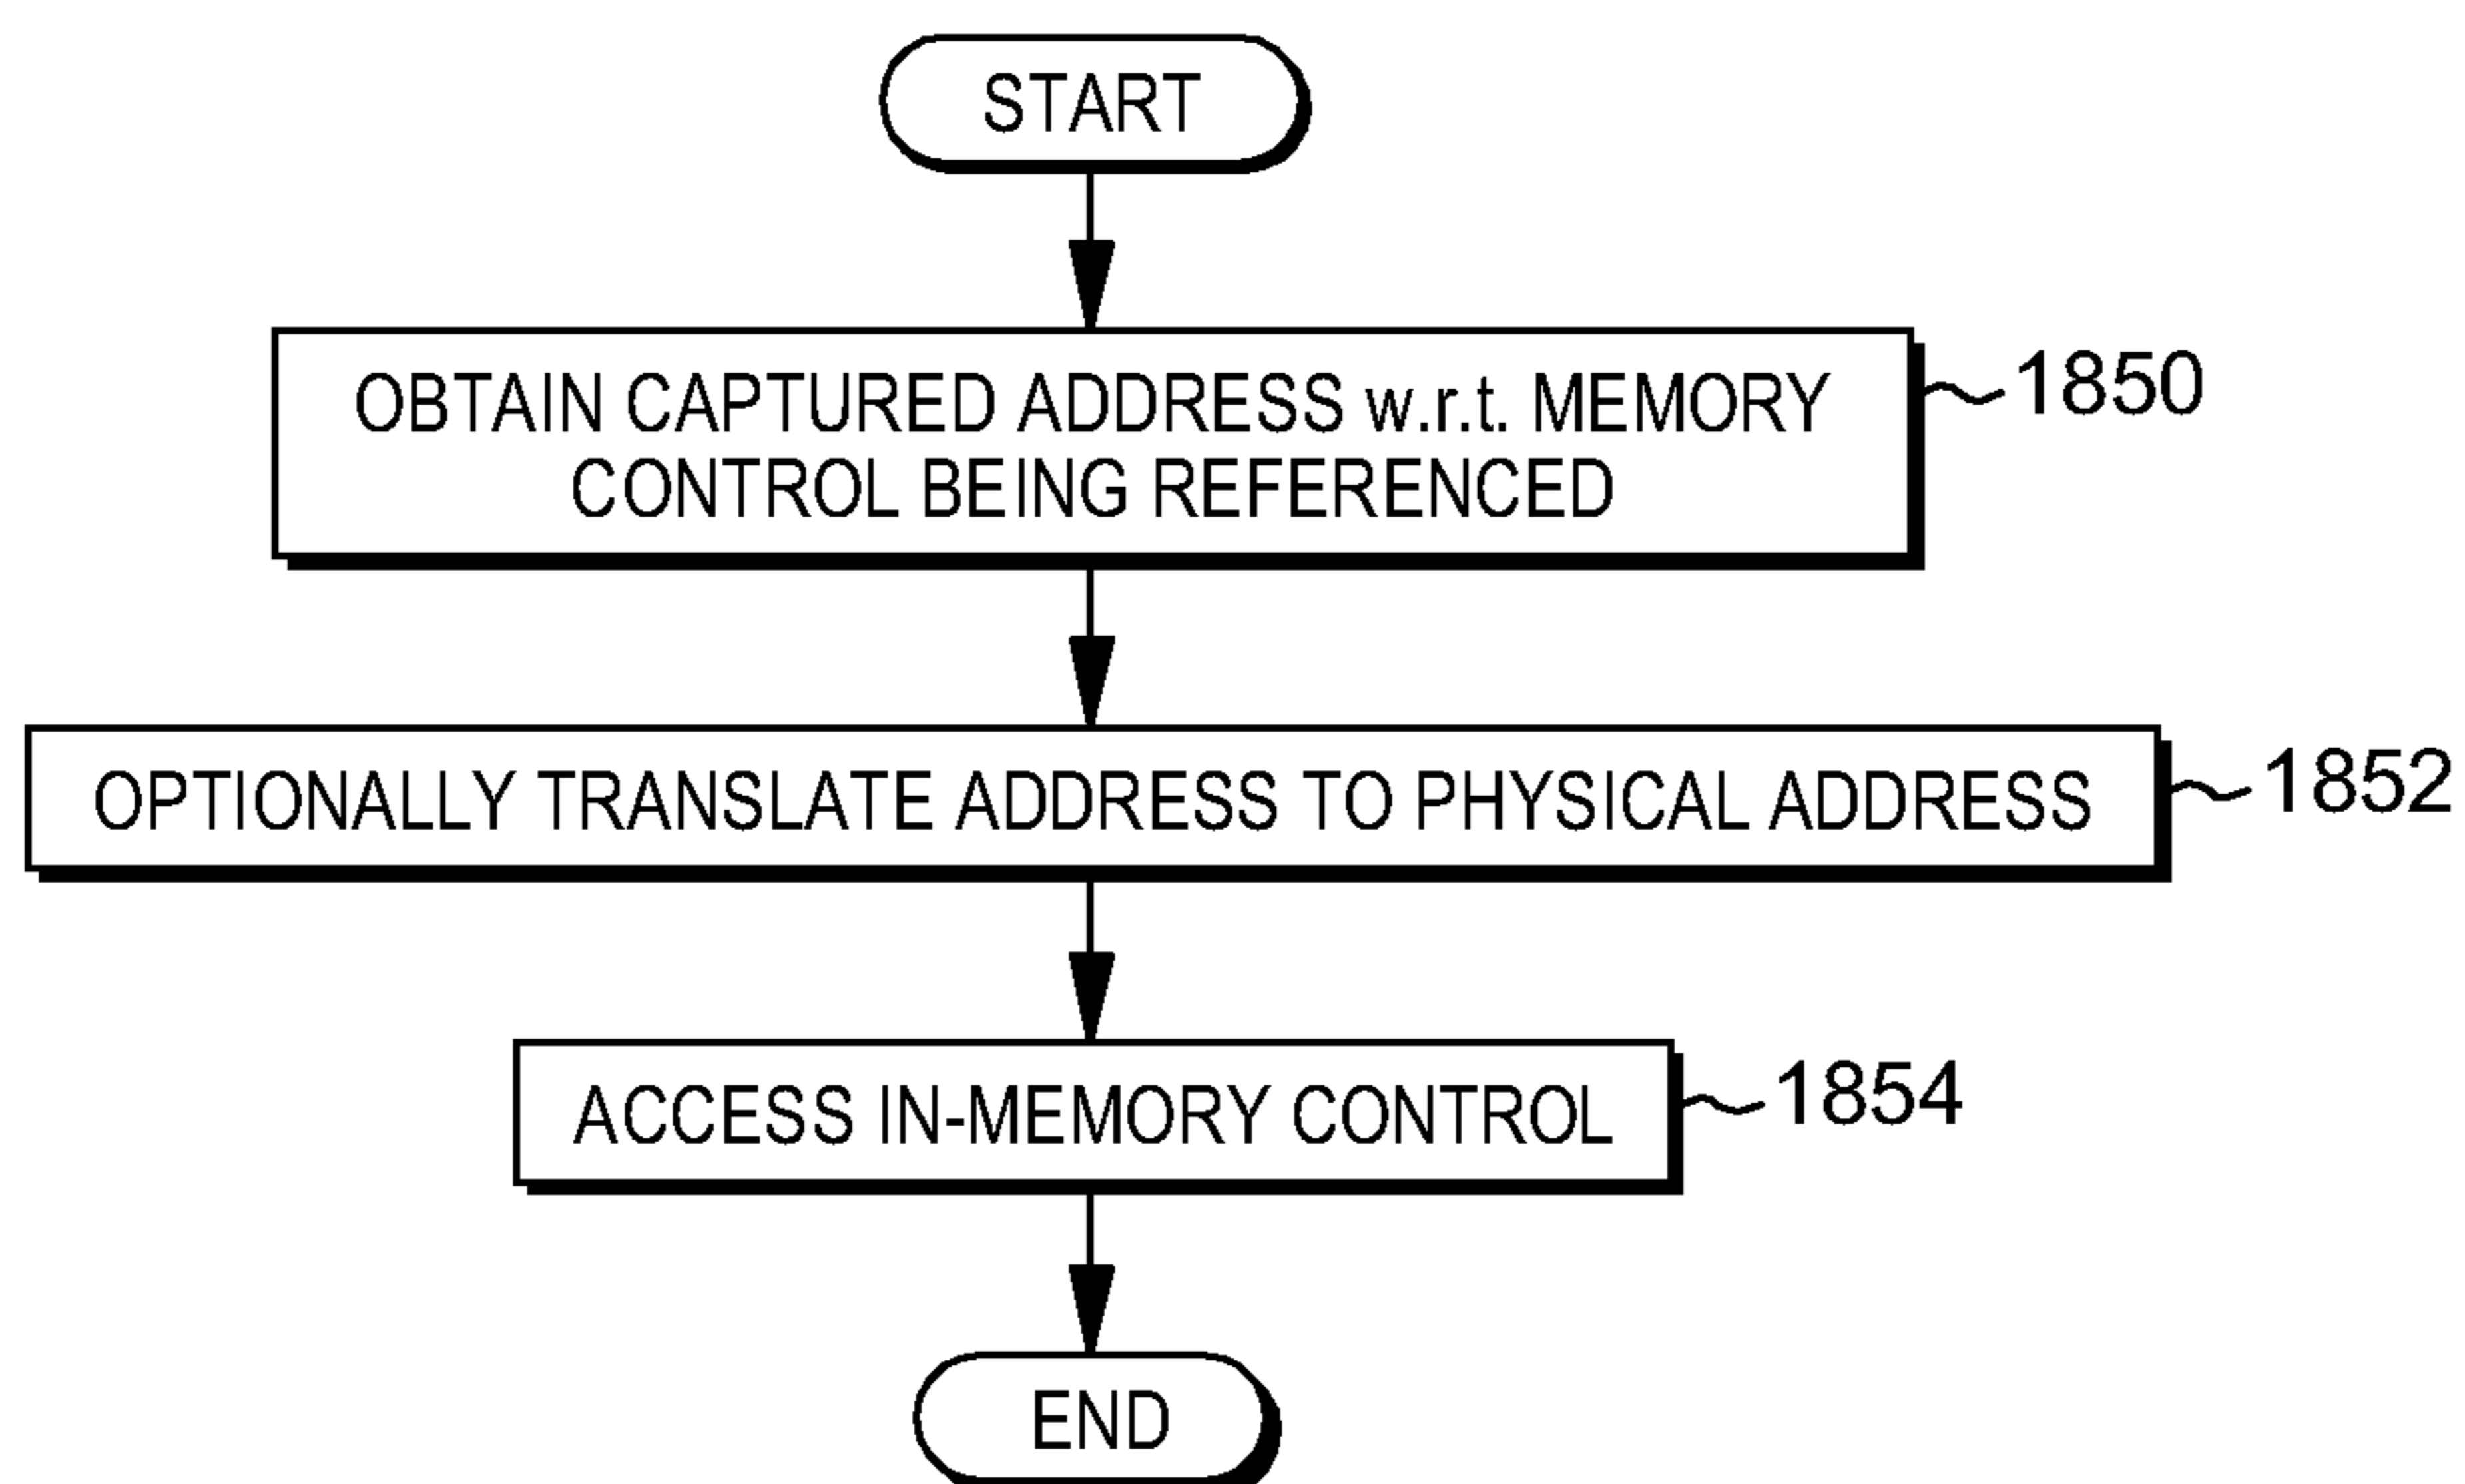 START
OBTAIN CAPTURED ADDRESS w.r.t. MEMORY
CONTROL BEING REFERENCED
1850
OPTIONALLY TRANSLATE ADDRESS TO PHYSICAL ADDRESS
1852
ACCESS IN-MEMORY CONTROL
1854
END